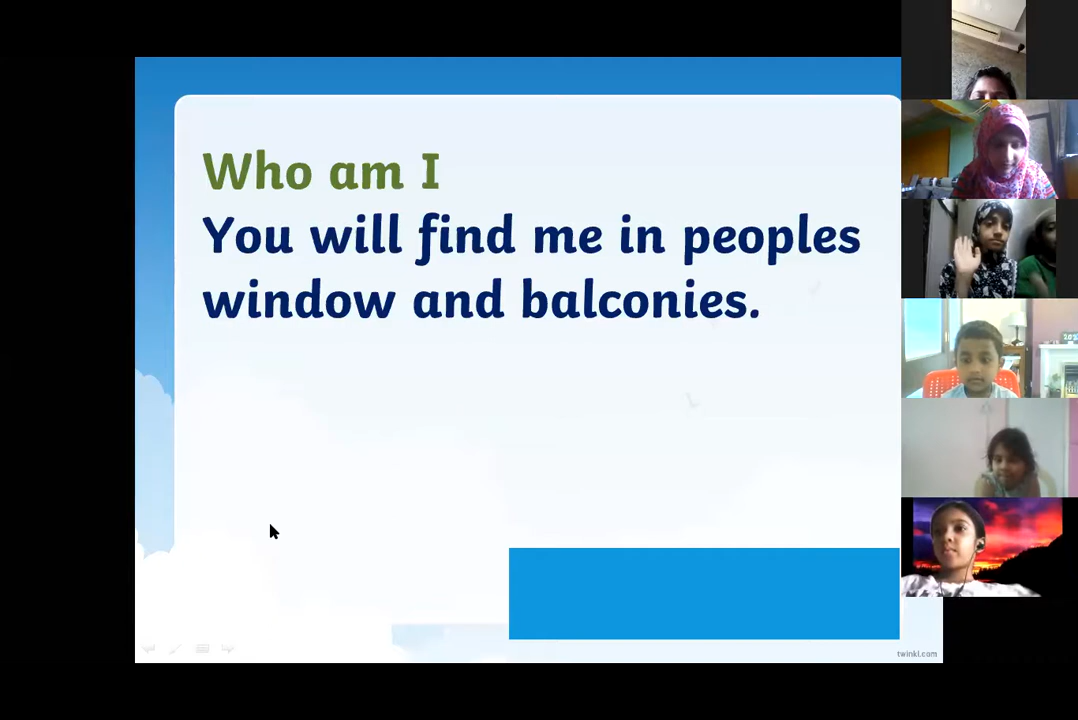 Who am I
You will find me in peoples
window and balconies.
twinkl.com